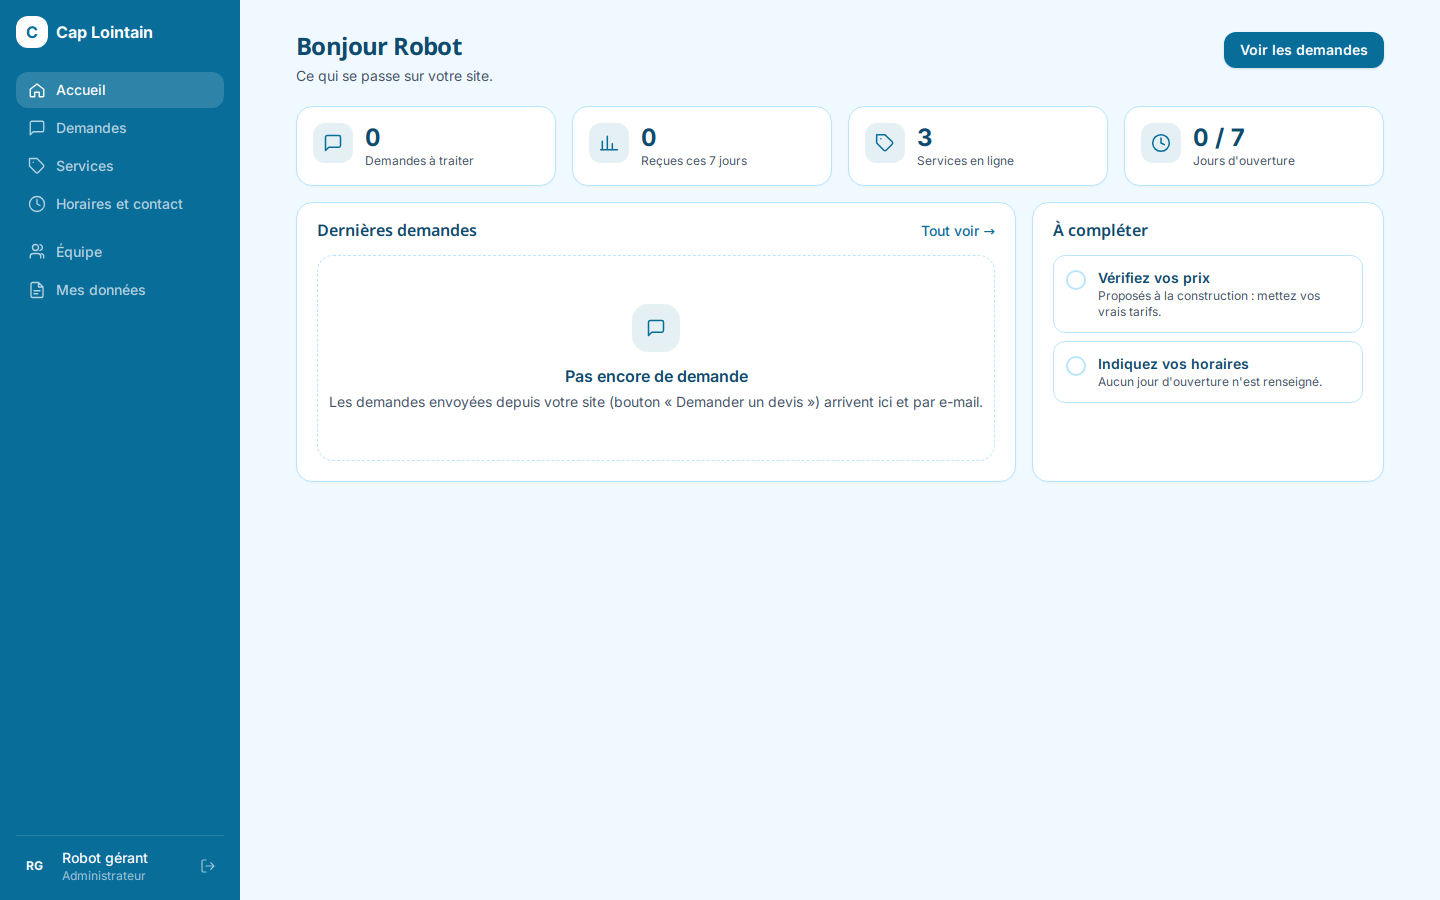 C Cap Lointain
Accueil
Demandes
Services
Horaires et contact
Équipe
Mes données
RG
Robot gérant
Administrateur
Bonjour Robot
Ce qui se passe sur votre site.
Voir les demandes
0
Demandes à traiter
0
Reçues ces 7 jours
3
Services en ligne
0 / 7
Jours d'ouverture
Dernières demandes
Tout voir →
Pas encore de demande
Les demandes envoyées depuis votre site (bouton « Demander un devis ») arrivent ici et par e-mail.
À compléter
Vérifiez vos prix
Proposés à la construction : mettez vos
vrais tarifs.
Indiquez vos horaires
Aucun jour d'ouverture n'est renseigné.